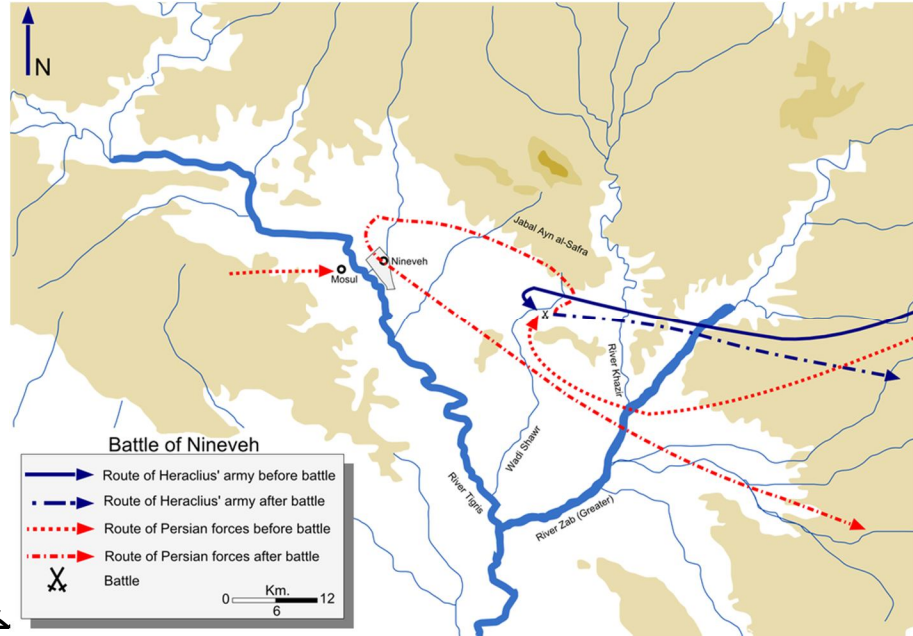 N
Jabal Ayn al-Safra
Nineveh
Mosul
River Khazir
Wadi Shawr
River Tigris
River Zab (Greater)
Battle of Nineveh
Route of Heraclius' army before battle
Route of Heraclius' army after battle
Route of Persian forces before battle
Route of Persian forces after battle
Battle
Km.
0 12
6